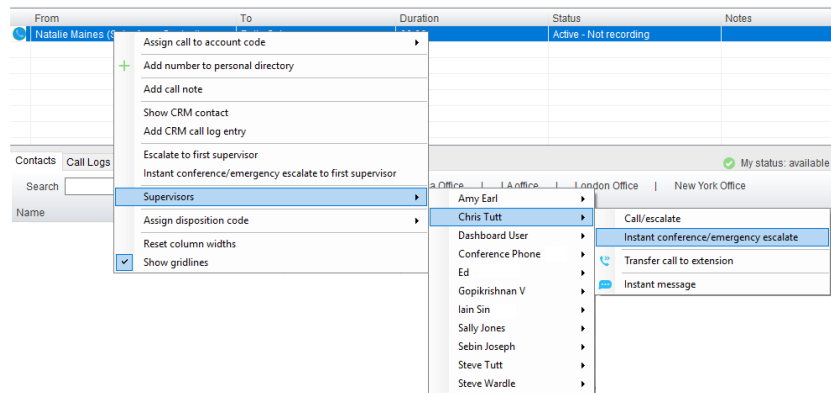 From To Duration Status Notes
Natalie Maines Active - Not recording
Assign call to account code
Add number to personal directory
Add call note
Show CRM contact
Add CRM call log entry
Contacts Call Logs My status: available
Escalate to first supervisor
Instant conference/emergency escalate to first supervisor
Search a Office | LA office | London Office | New York Office
Supervisors
Name
Assign disposition code
Reset column widths
Show gridlines
Amy Earl
Chris Tutt
Dashboard User
Conference Phone
Ed
Gopikrishnan V
Iain Sin
Sally Jones
Sebin Joseph
Steve Tutt
Steve Wardle
Call/escalate
Instant conference/emergency escalate
Transfer call to extension
Instant message